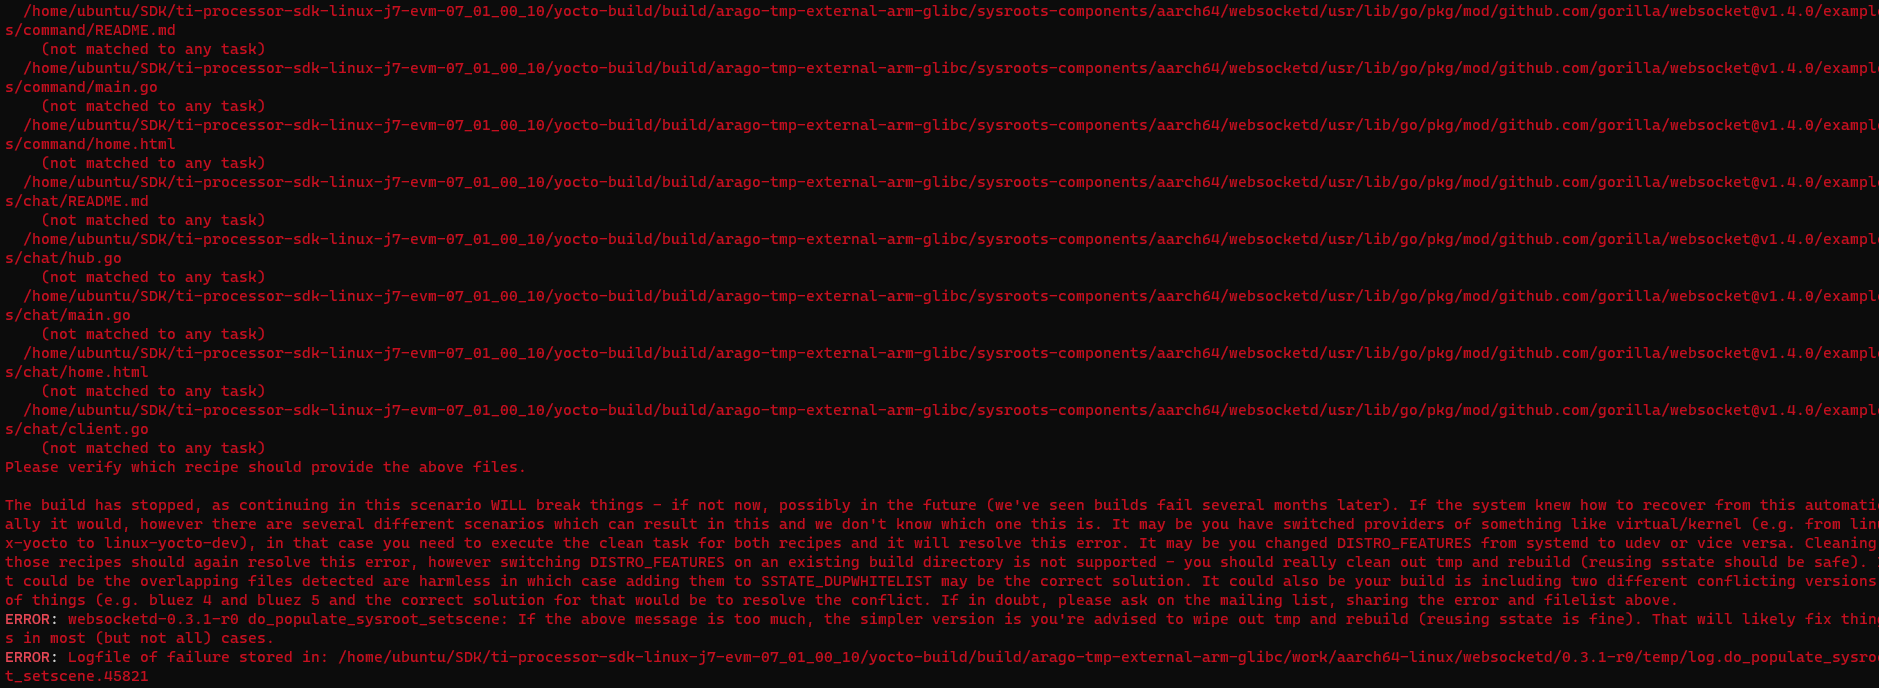 /home/ubuntu/SDK/ti-processor-sdk-linux-j7-evm-07_01_00_10/yocto-build/build/arago-tmp-external-arm-glibc/sysroots-components/aarch64/websocketd/usr/lib/go/pkg/mod/github.com/gorilla/websocket@v1.4.0/example
s/command/README.md
(not matched to any task)
/home/ubuntu/SDK/ti-processor-sdk-linux-j7-evm-07_01_00_10/yocto-build/build/arago-tmp-external-arm-glibc/sysroots-components/aarch64/websocketd/usr/lib/go/pkg/mod/github.com/gorilla/websocket@v1.4.0/example
s/command/main.go
(not matched to any task)
/home/ubuntu/SDK/ti-processor-sdk-linux-j7-evm-07_01_00_10/yocto-build/build/arago-tmp-external-arm-glibc/sysroots-components/aarch64/websocketd/usr/lib/go/pkg/mod/github.com/gorilla/websocket@v1.4.0/example
s/command/home.html
(not matched to any task)
/home/ubuntu/SDK/ti-processor-sdk-linux-j7-evm-07_01_00_10/yocto-build/build/arago-tmp-external-arm-glibc/sysroots-components/aarch64/websocketd/usr/lib/go/pkg/mod/github.com/gorilla/websocket@v1.4.0/example
s/chat/README.md
(not matched to any task)
/home/ubuntu/SDK/ti-processor-sdk-linux-j7-evm-07_01_00_10/yocto-build/build/arago-tmp-external-arm-glibc/sysroots-components/aarch64/websocketd/usr/lib/go/pkg/mod/github.com/gorilla/websocket@v1.4.0/example
s/chat/hub.go
(not matched to any task)
/home/ubuntu/SDK/ti-processor-sdk-linux-j7-evm-07_01_00_10/yocto-build/build/arago-tmp-external-arm-glibc/sysroots-components/aarch64/websocketd/usr/lib/go/pkg/mod/github.com/gorilla/websocket@v1.4.0/example
s/chat/main.go
(not matched to any task)
/home/ubuntu/SDK/ti-processor-sdk-linux-j7-evm-07_01_00_10/yocto-build/build/arago-tmp-external-arm-glibc/sysroots-components/aarch64/websocketd/usr/lib/go/pkg/mod/github.com/gorilla/websocket@v1.4.0/example
s/chat/home.html
(not matched to any task)
/home/ubuntu/SDK/ti-processor-sdk-linux-j7-evm-07_01_00_10/yocto-build/build/arago-tmp-external-arm-glibc/sysroots-components/aarch64/websocketd/usr/lib/go/pkg/mod/github.com/gorilla/websocket@v1.4.0/example
s/chat/client.go
(not matched to any task)
Please verify which recipe should provide the above files.
The build has stopped, as continuing in this scenario WILL break things - if not now, possibly in the future (we've seen builds fail several months later). If the system knew how to recover from this automatic
ally it would, however there are several different scenarios which can result in this and we don't know which one this is. It may be you have switched providers of something like virtual/kernel (e.g. from linu
x-yocto to linux-yocto-dev), in that case you need to execute the clean task for both recipes and it will resolve this error. It may be you changed DISTRO_FEATURES from systemd to udev or vice versa. Cleaning
those recipes should again resolve this error, however switching DISTRO_FEATURES on an existing build directory is not supported - you should really clean out tmp and rebuild (reusing sstate should be safe).
t could be the overlapping files detected are harmless in which case adding them to SSTATE_DUPWHITELIST may be the correct solution. It could also be your build is including two different conflicting versions
of things (e.g. bluez 4 and bluez 5 and the correct solution for that would be to resolve the conflict. If in doubt, please ask on the mailing list, sharing the error and filelist above.
ERROR: websocketd-0.3.1-r0 do_populate_sysroot_setscene: If the above message is too much, the simpler version is you're advised to wipe out tmp and rebuild (reusing sstate is fine). That will likely fix thing
s in most (but not all) cases.
ERROR: Logfile of failure stored in: /home/ubuntu/SDK/ti-processor-sdk-linux-j7-evm-07_01_00_10/yocto-build/build/arago-tmp-external-arm-glibc/work/aarch64-linux/websocketd/0.3.1-r0/temp/log.do_populate_sysroo
t_setscene.45821